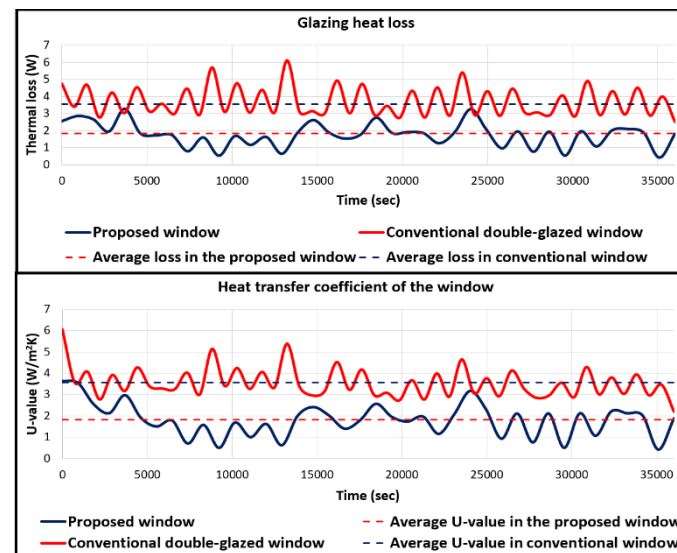 Glazing heat loss
Thermal loss (W)
7
6
5
4
3
2
1
0
0 5000 10000 15000 20000 25000 30000 35000
Time (sec)
Proposed window Conventional double-glazed window
Average loss in the proposed window Average loss in conventional window
Heat transfer coefficient of the window
U-value (W/m²K)
7
6
5
4
3
2
1
0
0 5000 10000 15000 20000 25000 30000 35000
Time (sec)
Proposed window Average U-value in the proposed window
Conventional double-glazed window Average U-value in conventional window